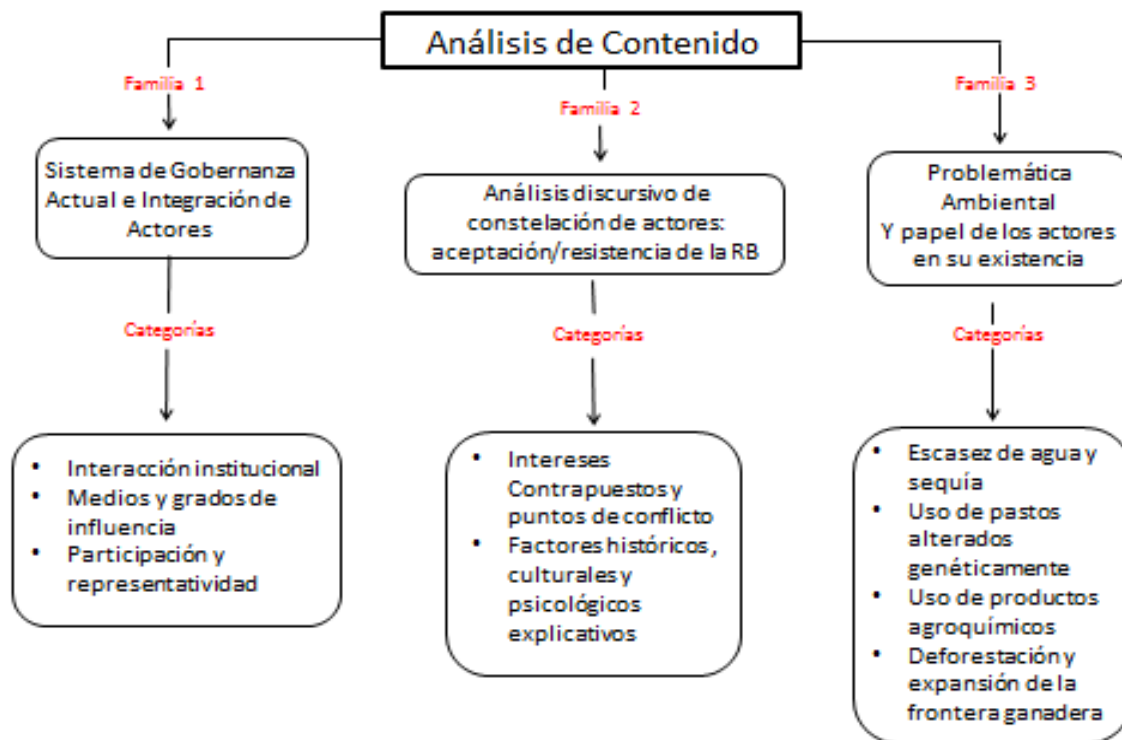 Análisis de Contenido
Familia 1
Sistema de Gobernanza
Actual e Integración de
Actores
Categorías
• Interacción institucional
• Medios y grados de
influencia
• Participación y
representatividad
Familia 2
Análisis discursivo de
constelación de actores:
aceptación/resistencia de la RB
Categorías
• Intereses
Contrapuestos y
puntos de conflicto
• Factores históricos,
culturales y
psicológicos
explicativos
Familia 3
Problemática
Ambiental
Y papel de los actores
en su existencia
Categorías
• Escasez de agua y
sequía
• Uso de pastos
alterados
genéticamente
• Uso de productos
agroquímicos
• Deforestación y
expansión de la
frontera ganadera